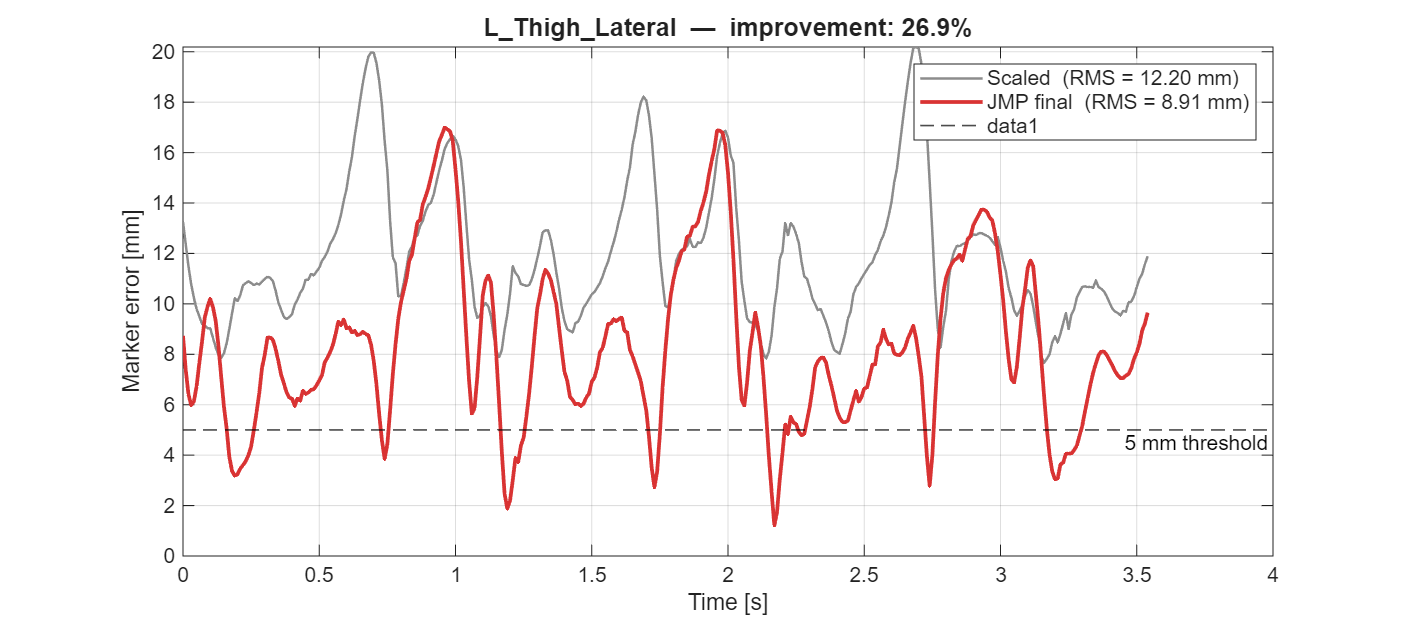 L_Thigh_Lateral — improvement: 26.9%
Scaled (RMS = 12.20 mm)
JMP final (RMS = 8.91 mm)
data1
Marker error [mm]
20
18
16
14
12
10
8
6
4
2
0
5 mm threshold
0 0.5 1 1.5 2 2.5 3 3.5 4
Time [s]